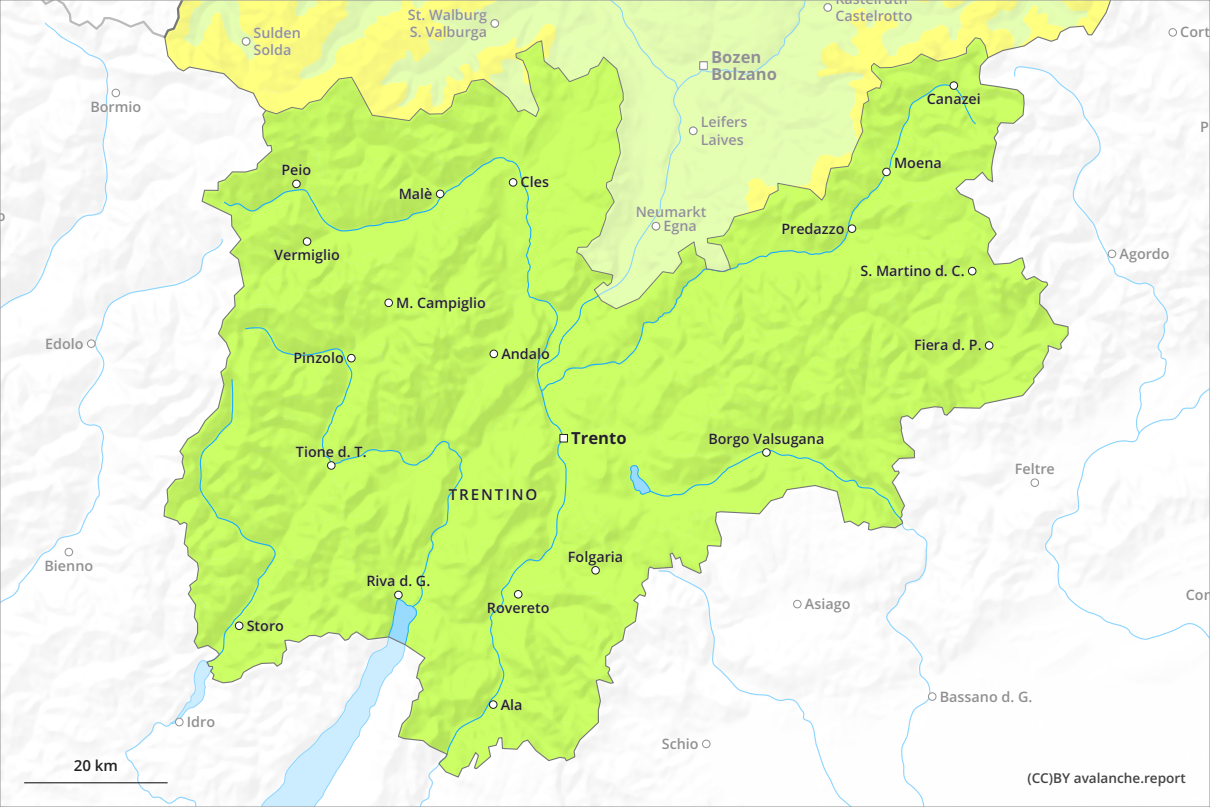 Kastelruth
Castelrotto
St. Walburg
S. Valburga
Sulden
Solda
Cort
Bozen
Bolzano
Bormio
Canazei
Leifers
Laives
Moena
Peio
Malè
Cles
Neumarkt
Egna
Predazzo
Vermiglio
Agordo
S. Martino d. C.
M. Campiglio
Edolo
Pinzolo
Andalo
Fiera d. P.
Trento
Borgo Valsugana
Tione d. T.
Feltre
TRENTINO
Bienno
Folgaria
Riva d. G.
Rovereto
Asiago
Cor
Storo
Bassano d. G.
Ala
Idro
Schio
20 km
(CC)BY avalanche.report